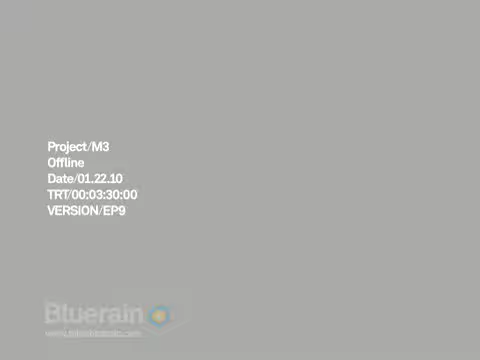 Project/M3
Offline
Date/01.22.10
TRT/00:03:30:00
VERSION/EP9
Bluerain